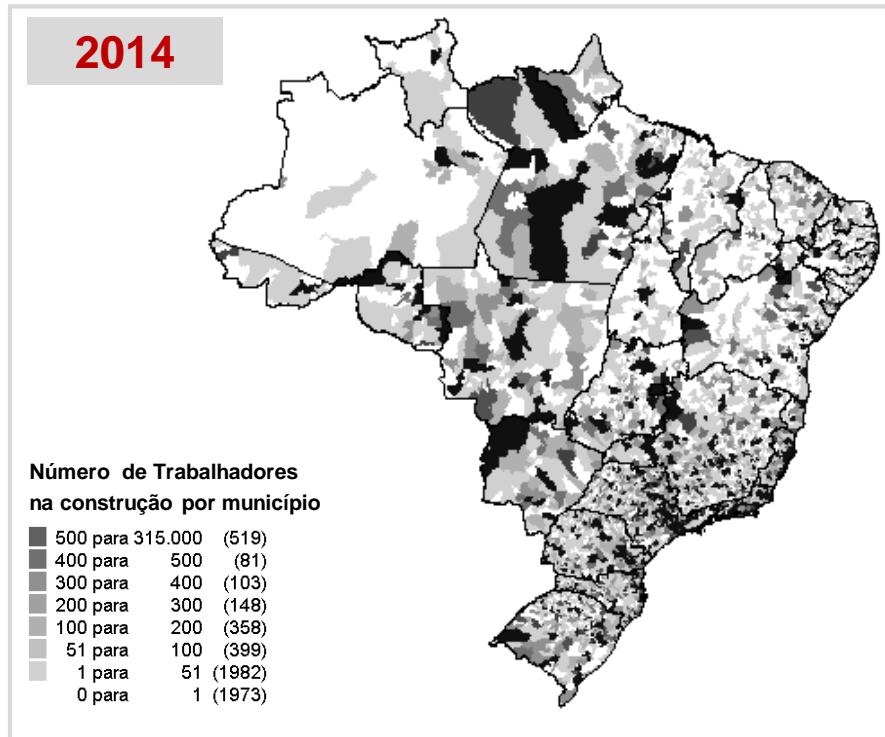 2014
Número de Trabalhadores
na construção por município
500 para 315.000 (519)
400 para 500 (81)
300 para 400 (103)
200 para 300 (148)
100 para 200 (358)
51 para 100 (399)
1 para 51 (1982)
0 para 1 (1973)